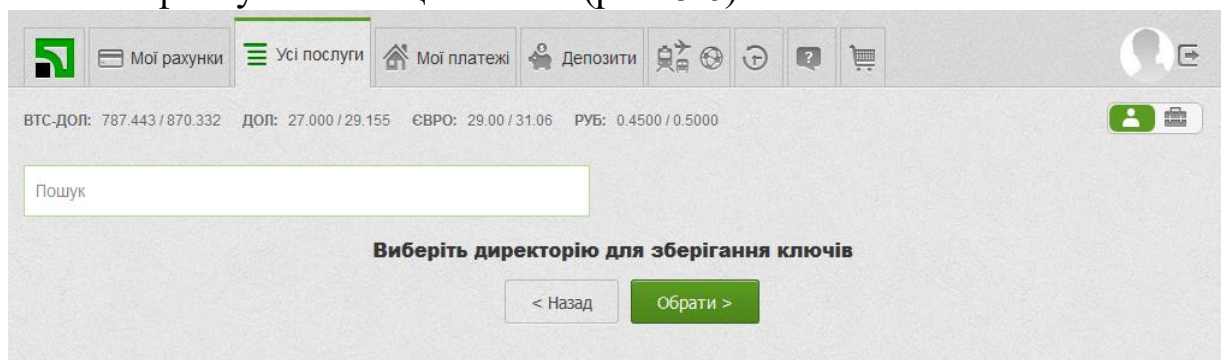 Мої рахунки Усі послуги Мої платежі Депозити
ВТС-ДОЛ: 787.443 / 870.332 ДОЛ: 27.000 / 29.155 ЄВРО: 29.00 / 31.06 РУБ: 0.4500 / 0.5000
Пошук
Виберіть директорію для зберігання ключів
< Назад Обрати >